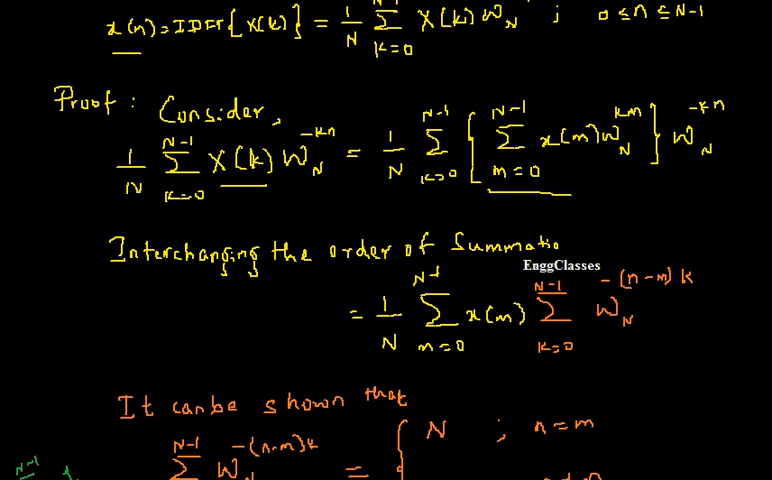 x(n) = IDFT{X(k)} = 1/N Σ_{k=0}^{N-1} X(k) W_N ; 0 ≤ n ≤ N-1
Proof : Consider,
1/N Σ_{k=0}^{N-1} X(k) W_N^{-kn} = 1/N Σ_{k=0}^{N-1} { Σ_{m=0}^{N-1} x(m) W_N^{km} } W_N^{-kn}
Interchanging the order of Summatio
EnggClasses
= 1/N Σ_{m=0}^{N-1} x(m) Σ_{k=0}^{N-1} W_N^{-(n-m)k}
It can be shown that
Σ^{N-1} W_N^{-(n-m)k} = { N ; n = m